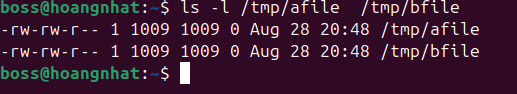 boss@hoangnhat:~$ ls -l /tmp/afile  /tmp/bfile
-rw-rw-r-- 1 1009 1009 0 Aug 28 20:48 /tmp/afile
-rw-rw-r-- 1 1009 1009 0 Aug 28 20:48 /tmp/bfile
boss@hoangnhat:~$